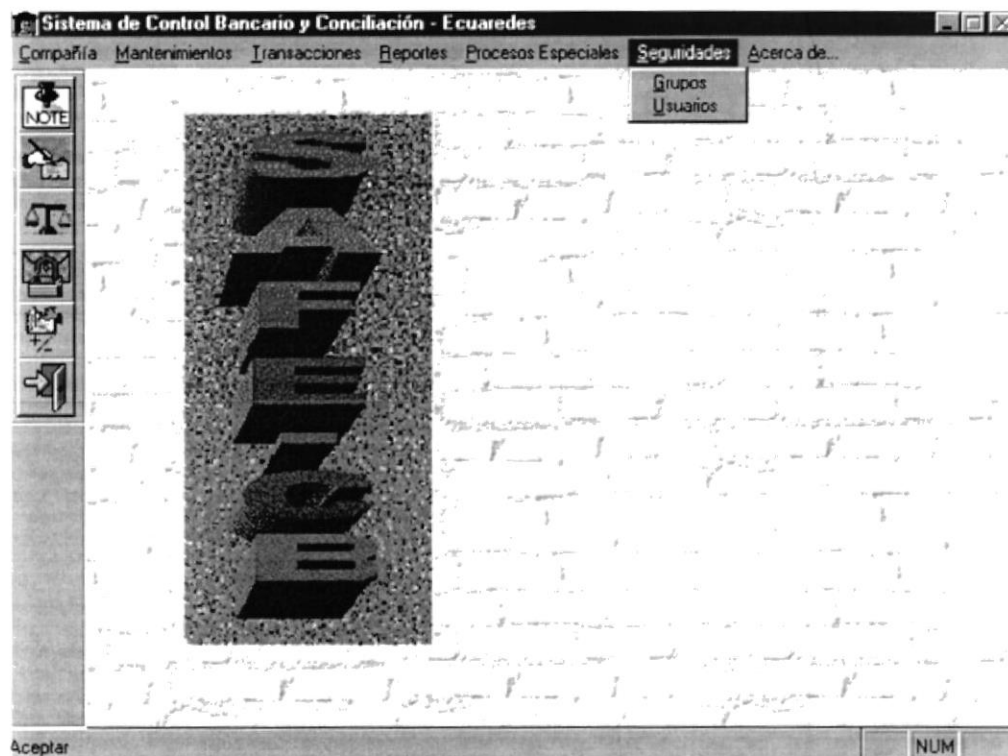 Sistema de Control Bancario y Conciliación - Ecuaredes
Compañía Mantenimientos Transacciones Reportes Procesos Especiales Seguridades Acerca de...
Grupos
Usuarios
NOTE
+/-
Aceptar
NUM